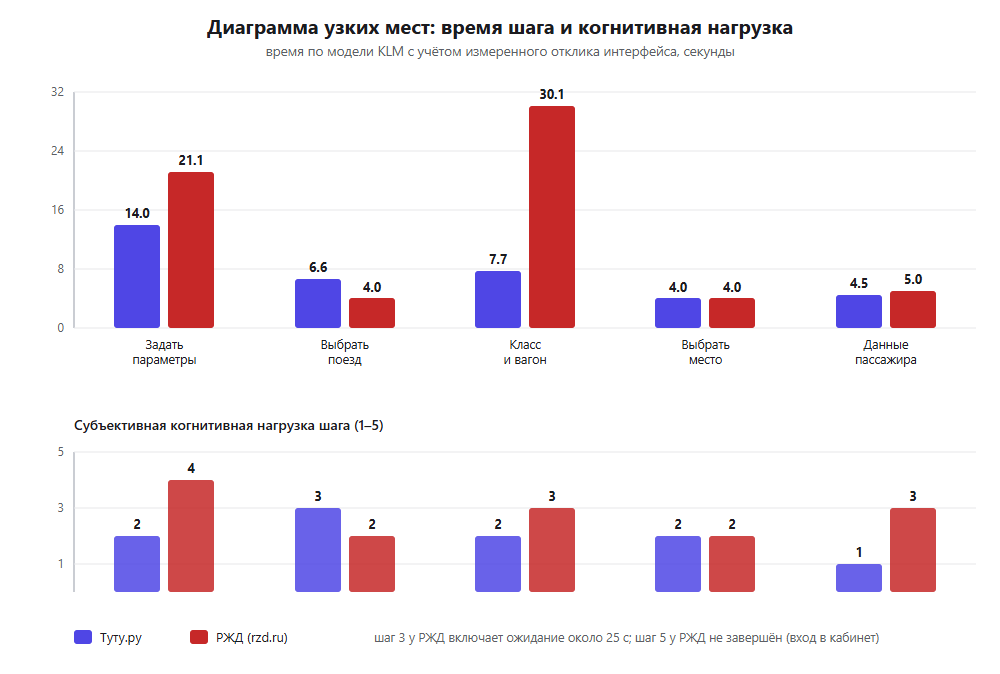 Диаграмма узких мест: время шага и когнитивная нагрузка
время по модели KLM с учётом измеренного отклика интерфейса, секунды
32
24
16
8
0
14.0
21.1
6.6
4.0
7.7
30.1
4.0
4.0
4.5
5.0
Задать
параметры
Выбрать
поезд
Класс
и вагон
Выбрать
место
Данные
пассажира
Субъективная когнитивная нагрузка шага (1–5)
5
3
1
2
4
3
2
2
3
2
2
1
3
Туту.ру
РЖД (rzd.ru)
шаг 3 у РЖД включает ожидание около 25 с; шаг 5 у РЖД не завершён (вход в кабинет)